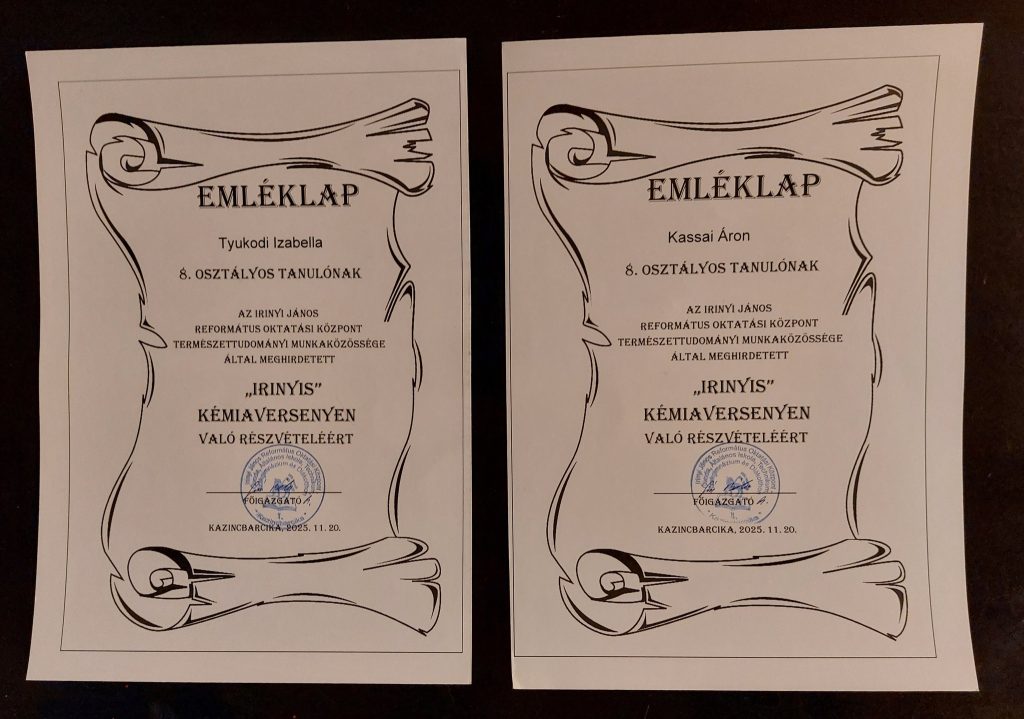 EMLÉKLAP
Tyukodi Izabella
8. OSZTÁLYOS TANULÓNAK
AZ IRINYI JÁNOS
REFORMÁTUS OKTATÁSI KÖZPONT
TERMÉSZETTUDOMÁNYI MUNKAKÖZÖSSÉGE
ÁLTAL MEGHIRDETETT
„IRINYIS”
KÉMIAVERSENYEN
VALÓ RÉSZVÉTELÉÉRT
FŐIGAZGATÓ
KAZINCBARCIKA, 2025. 11. 20.
EMLÉKLAP
Kassai Áron
8. OSZTÁLYOS TANULÓNAK
AZ IRINYI JÁNOS
REFORMÁTUS OKTATÁSI KÖZPONT
TERMÉSZETTUDOMÁNYI MUNKAKÖZÖSSÉGE
ÁLTAL MEGHIRDETETT
„IRINYIS”
KÉMIAVERSENYEN
VALÓ RÉSZVÉTELÉÉRT
FŐIGAZGATÓ
KAZINCBARCIKA, 2025. 11. 20.